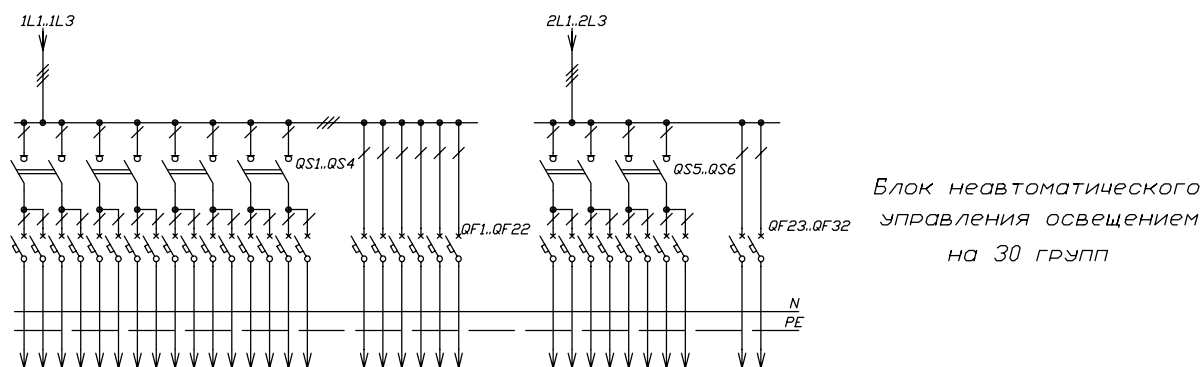 1L1..1L3
2L1..2L3
QS1..QS4
QS5..QS6
QF1..QF22
QF23..QF32
N
PE
Блок неавтоматического
управления освещением
на 30 групп